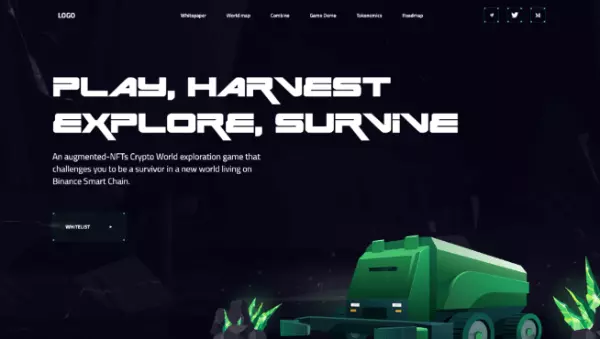 LOGO
Whitepaper
World map
Combine
Game Demo
Tokenomics
Roadmap
PLAY, HARVEST
EXPLORE, SURVIVE
An augmented-NFTs Crypto World exploration game that
challenges you to be a survivor in a new world living on
Binance Smart Chain.
WHITELIST